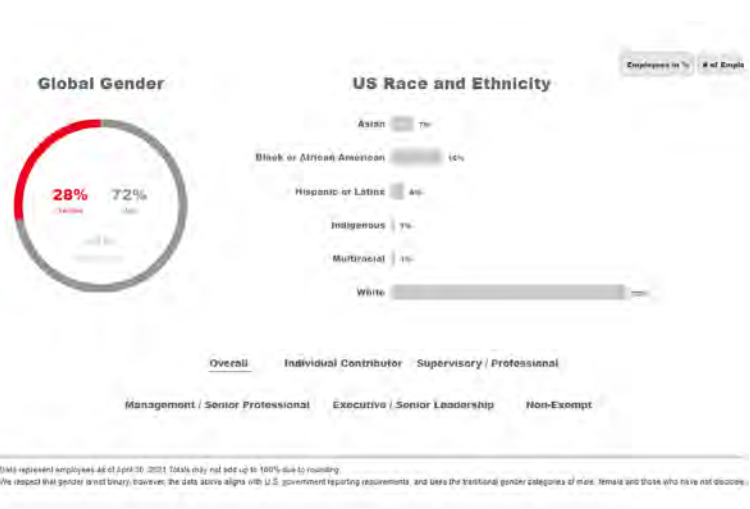 Employees in %
# of Emplo
Global Gender
US Race and Ethnicity
Asian
7%
Black or African American
Hispanic or Latinx
4%
28%
72%
Indigenous
1%
Multiracial
1%
White
Overall
Individual Contributor
Supervisory / Professional
Management / Senior Professional
Executive / Senior Leadership
Non-Exempt
Data represent employees as of April 30, 2021 Totals may not add up to 100% due to rounding.
We respect that gender is not binary, however, the data above aligns with U.S. government reporting requirements, and uses the traditional gender categories of male, female and those who have not disclose